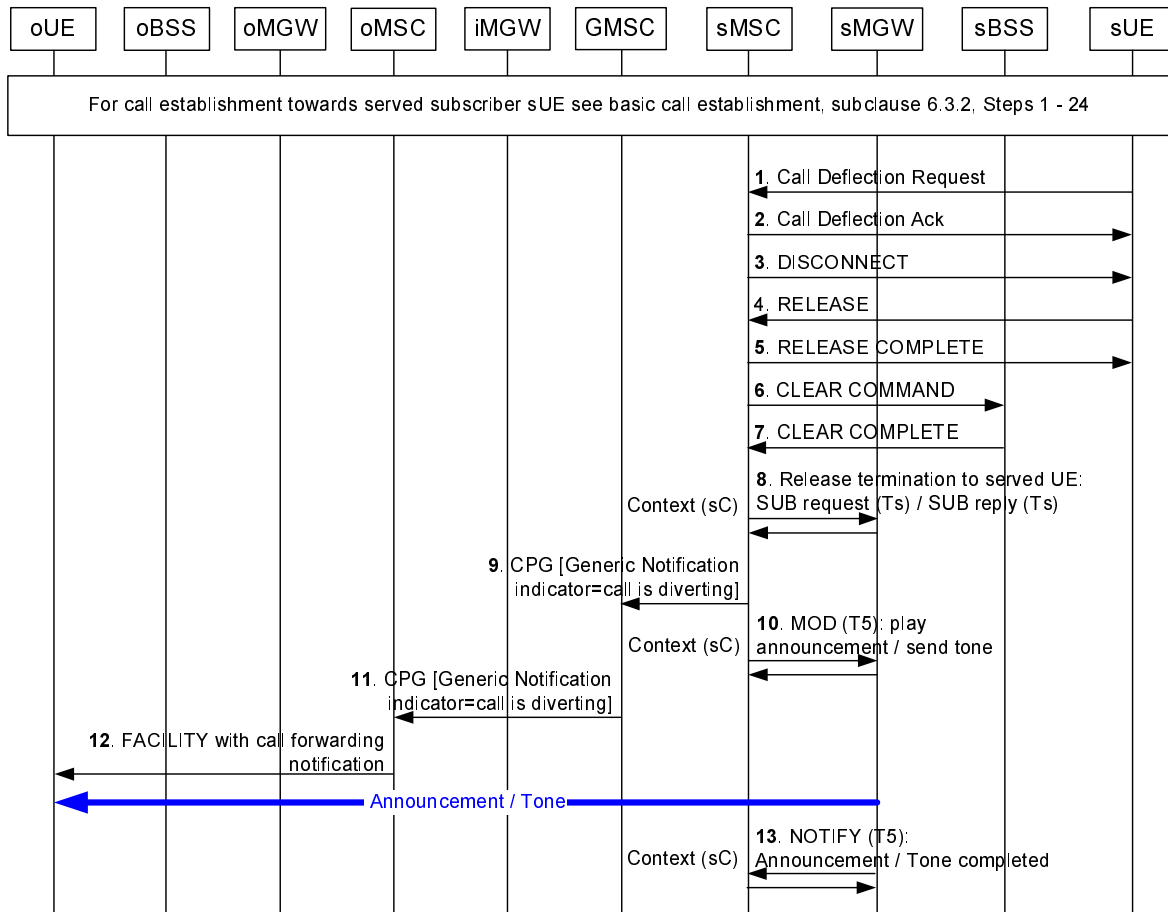 oUE oBSS oMGW oMSC iMGW GMSC sMSC sMGW sBSS sUE
For call establishment towards served subscriber sUE see basic call establishment, subclause 6.3.2, Steps 1 - 24
1. Call Deflection Request
2. Call Deflection Ack
3. DISCONNECT
4. RELEASE
5. RELEASE COMPLETE
6. CLEAR COMMAND
7. CLEAR COMPLETE
8. Release termination to served UE:
Context (sC) SUB request (Ts) / SUB reply (Ts)
9. CPG [Generic Notification
indicator=call is diverting]
10. MOD (T5): play
Context (sC) announcement / send tone
11. CPG [Generic Notification
indicator=call is diverting]
12. FACILITY with call forwarding
notification
Announcement / Tone
13. NOTIFY (T5):
Context (sC) Announcement / Tone completed